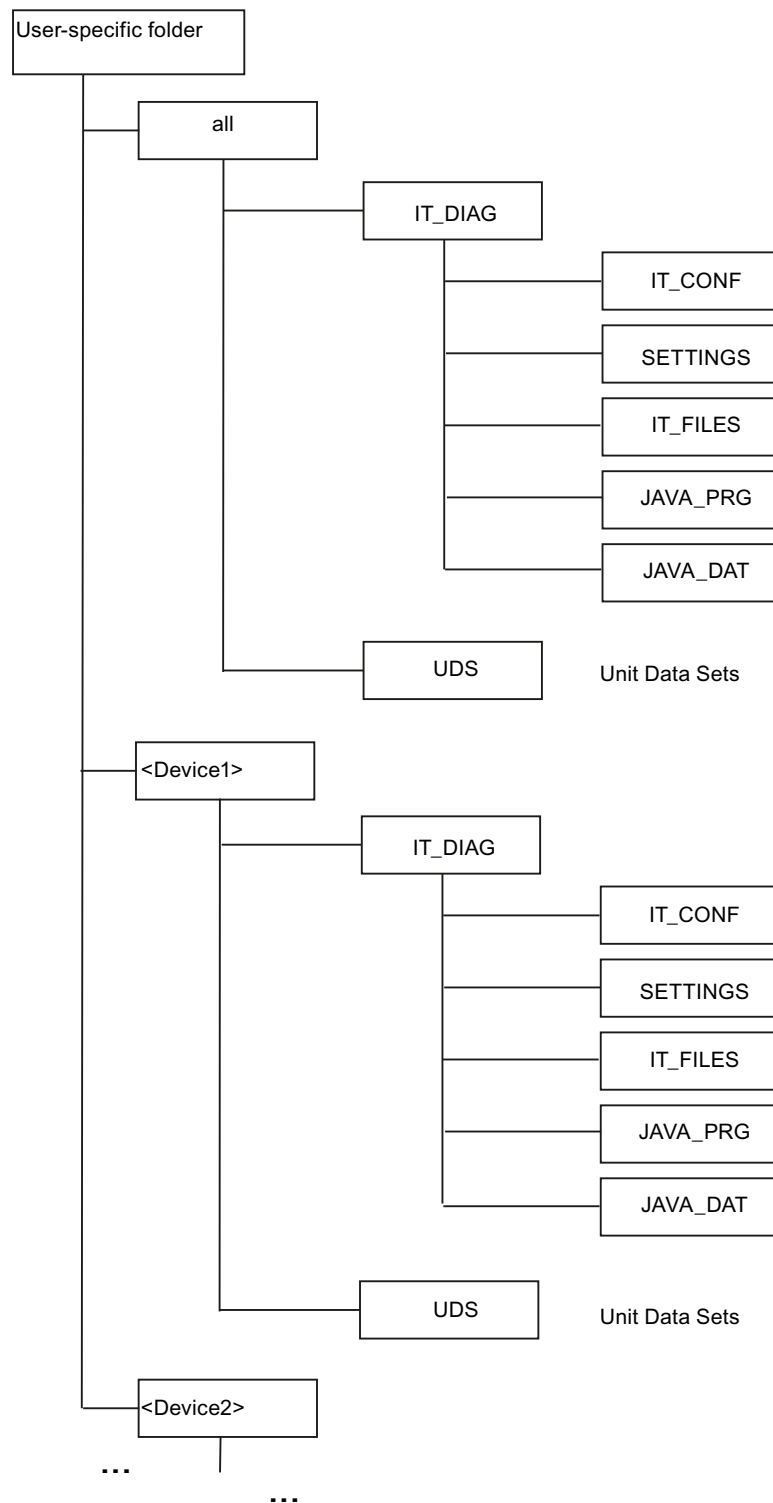 User-specific folder
all
IT_DIAG
IT_CONF
SETTINGS
IT_FILES
JAVA_PRG
JAVA_DAT
UDS
Unit Data Sets
<Device1>
IT_DIAG
IT_CONF
SETTINGS
IT_FILES
JAVA_PRG
JAVA_DAT
UDS
Unit Data Sets
<Device2>
...
...